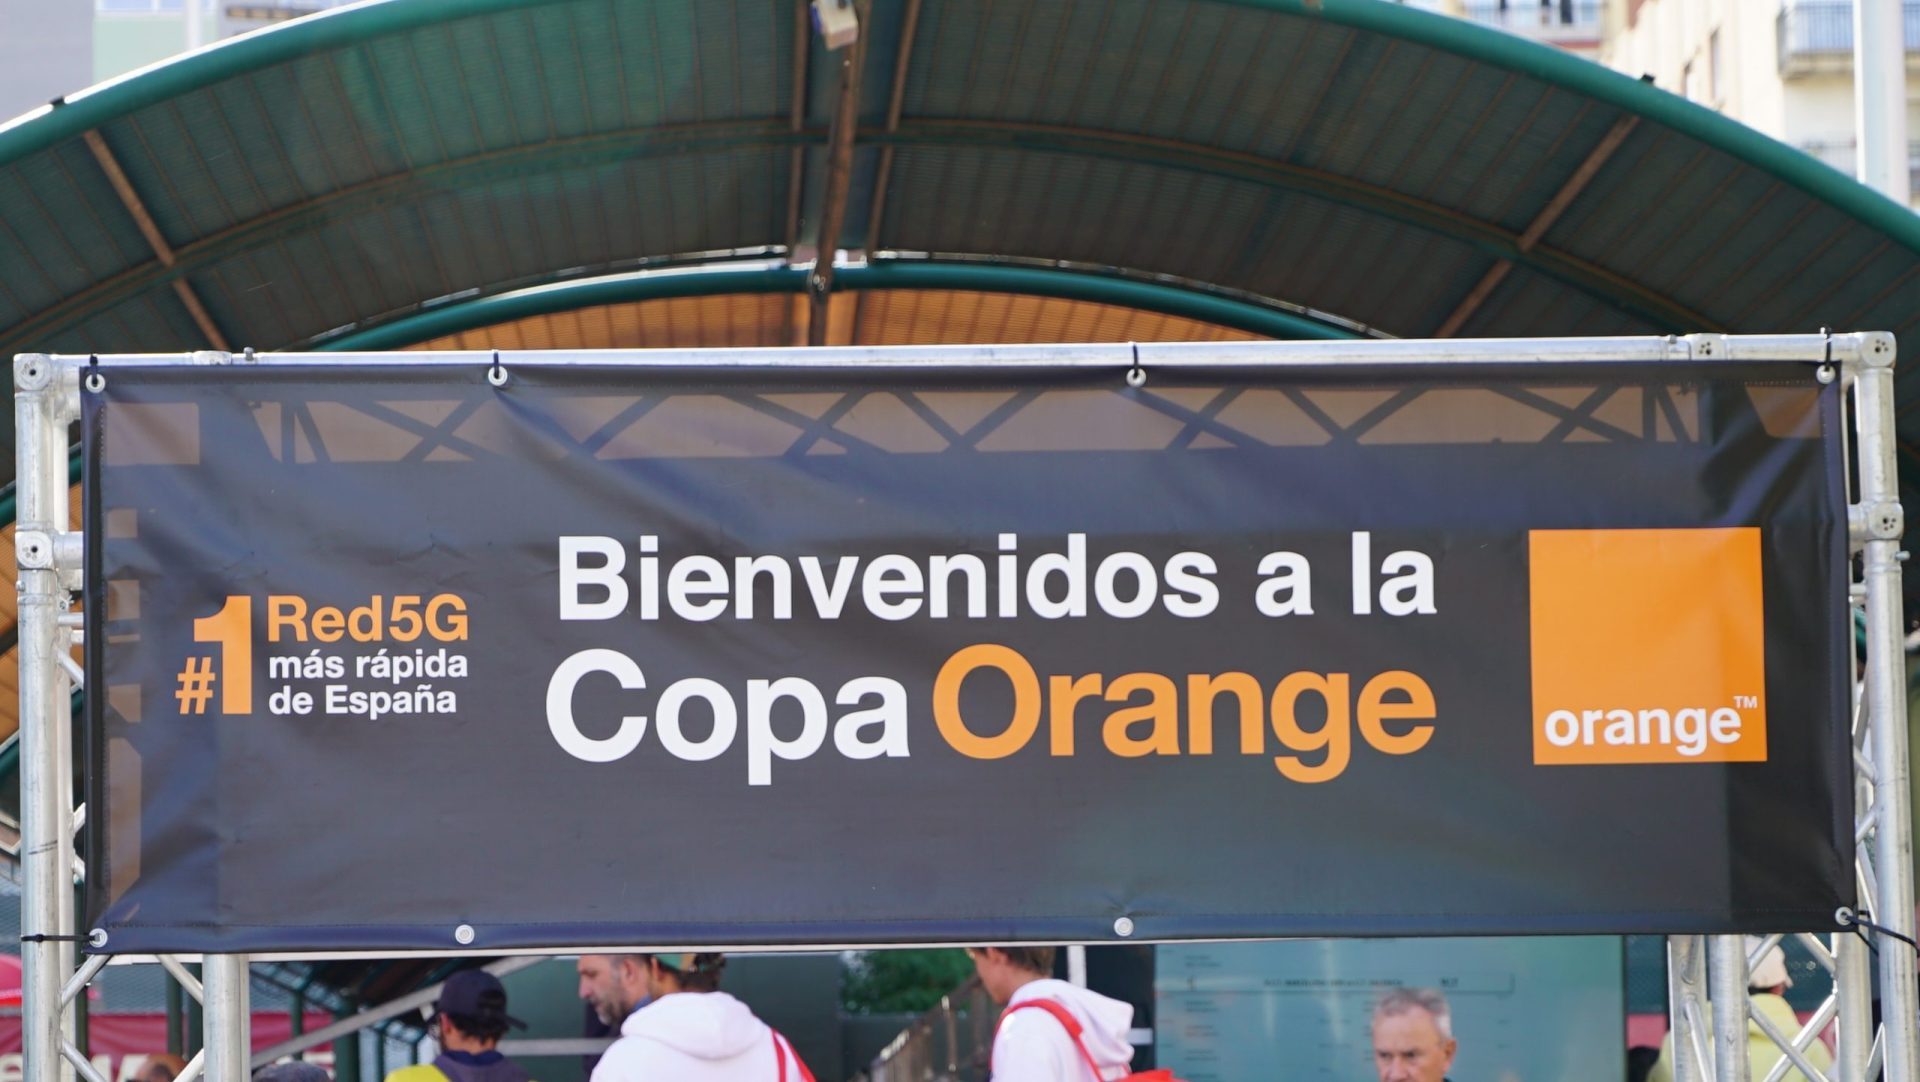 #1 Red5G
más rápida
de España
Bienvenidos a la
Copa Orange
orange™